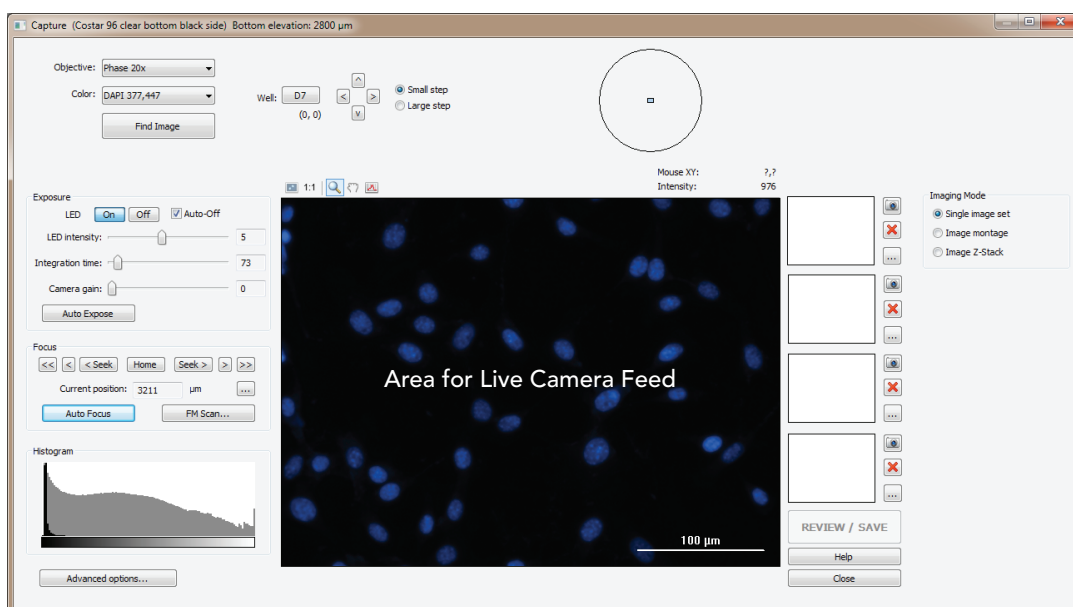 Capture (Costar 96 clear bottom black side) Bottom elevation: 2800 µm
Objective: Phase 20x
Color: DAPI 377,447
Find Image
Well: D7
(0, 0)
< ^ v >
Small step
Large step
Mouse XY: ?,?
Intensity: 976
1:1
Exposure
LED On Off Auto-Off
LED intensity: 5
Integration time: 73
Camera gain: 0
Auto Expose
Focus
<< < < Seek Home Seek > > >>
Current position: 3211 µm ...
Auto Focus FM Scan...
Histogram
Advanced options...
Area for Live Camera Feed
100 µm
...
...
...
...
REVIEW / SAVE
Help
Close
Imaging Mode
Single image set
Image montage
Image Z-Stack